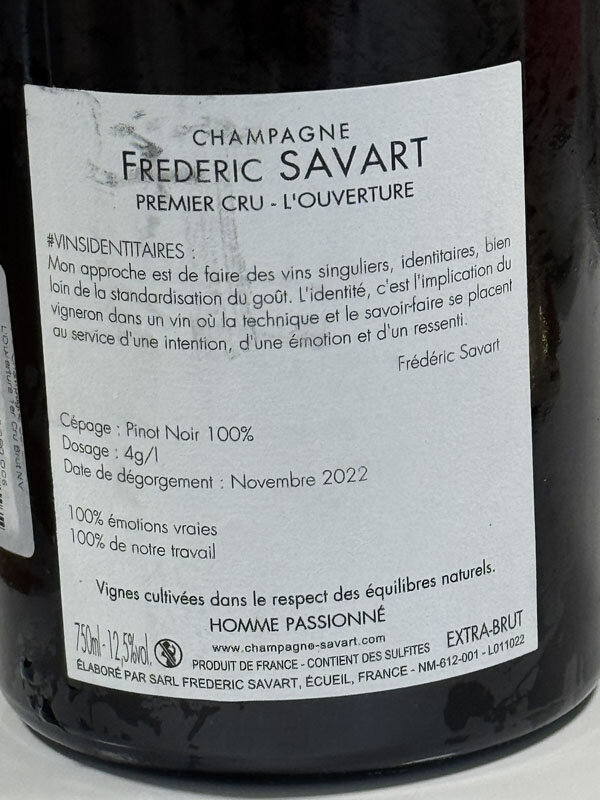 CHAMPAGNE
FREDERIC SAVART
PREMIER CRU - L'OUVERTURE
#VINSIDENTITAIRES :
Mon approche est de faire des vins singuliers, identitaires, bien
loin de la standardisation du goût. L'identité, c'est l'implication du
vigneron dans un vin où la technique et le savoir-faire se placent
au service d'une intention, d'une émotion et d'un ressenti.
Frédéric Savart
Cépage : Pinot Noir 100%
Dosage : 4g/l
Date de dégorgement : Novembre 2022
100% émotions vraies
100% de notre travail
Vignes cultivées dans le respect des équilibres naturels.
HOMME PASSIONNÉ
750ml - 12,5%vol.
www.champagne-savart.com
EXTRA-BRUT
PRODUIT DE FRANCE - CONTIENT DES SULFITES
ÉLABORÉ PAR SARL FREDERIC SAVART, ÉCUEIL, FRANCE - NM-612-001 - L011022
L'Ouverture 1er Cru Brut NV